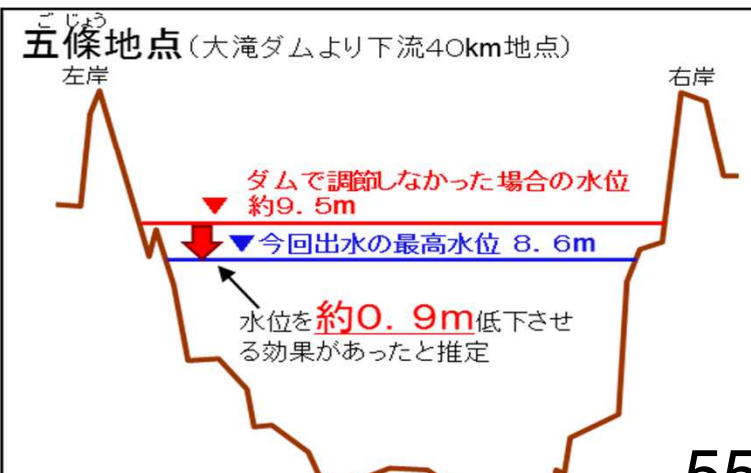 ごじょう
五條地点(大滝ダムより下流40km地点)
左岸
右岸
ダムで調節しなかった場合の水位
約9.5m
今回出水の最高水位 8.6m
水位を約0.9m低下させ
る効果があったと推定
55